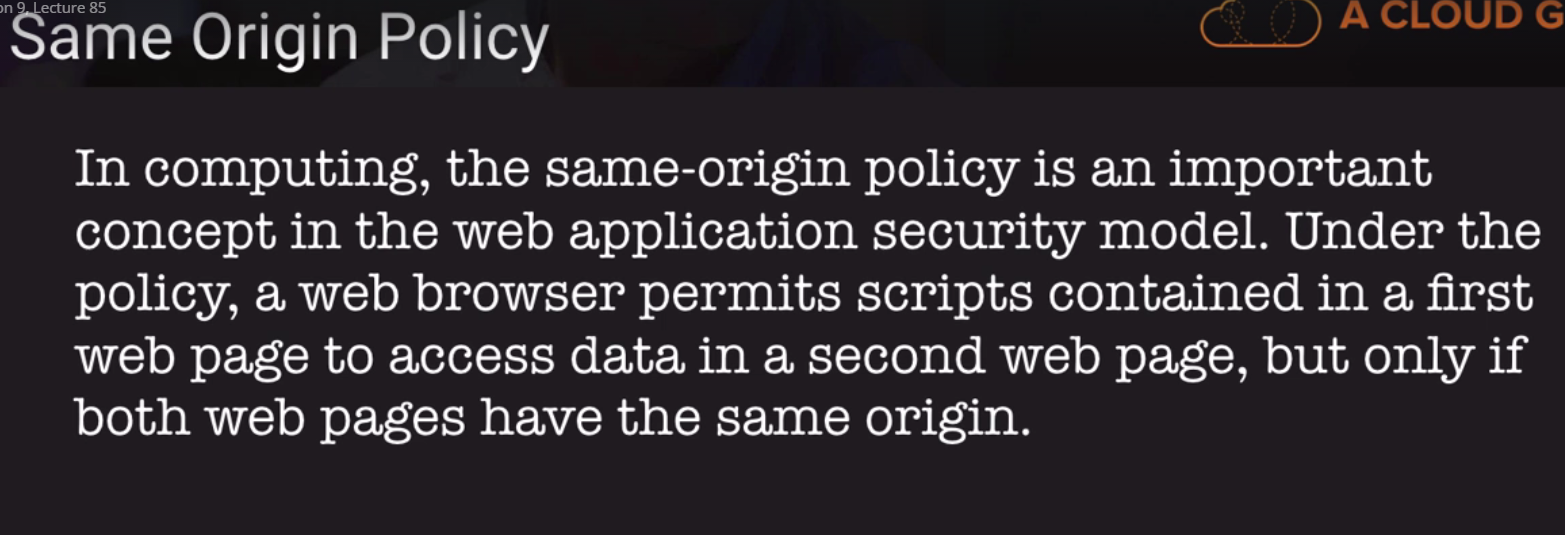 Lecture 85
Same Origin Policy
A CLOUD G
In computing, the same-origin policy is an important
concept in the web application security model. Under the
policy, a web browser permits scripts contained in a first
web page to access data in a second web page, but only if
both web pages have the same origin.